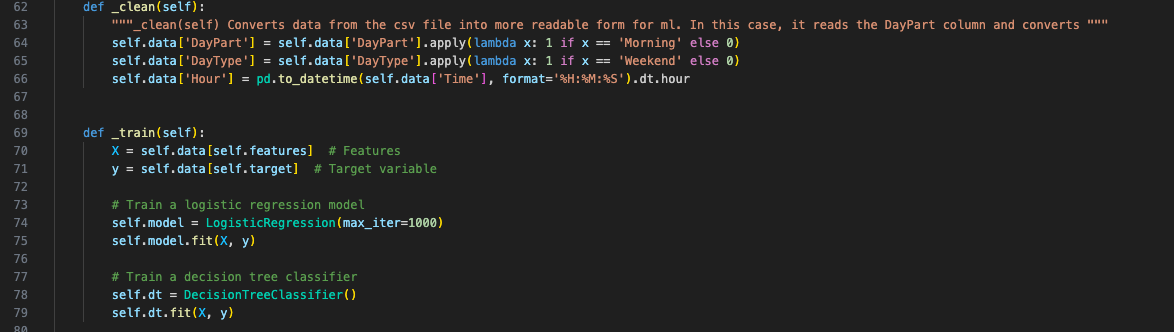 62 def _clean(self):
63 """_clean(self) Converts data from the csv file into more readable form for ml. In this case, it reads the DayPart column and converts """
64 self.data['DayPart'] = self.data['DayPart'].apply(lambda x: 1 if x == 'Morning' else 0)
65 self.data['DayType'] = self.data['DayType'].apply(lambda x: 1 if x == 'Weekend' else 0)
66 self.data['Hour'] = pd.to_datetime(self.data['Time'], format='%H:%M:%S').dt.hour
67
68
69 def _train(self):
70 X = self.data[self.features]  # Features
71 y = self.data[self.target]  # Target variable
72
73 # Train a logistic regression model
74 self.model = LogisticRegression(max_iter=1000)
75 self.model.fit(X, y)
76
77 # Train a decision tree classifier
78 self.dt = DecisionTreeClassifier()
79 self.dt.fit(X, y)
80